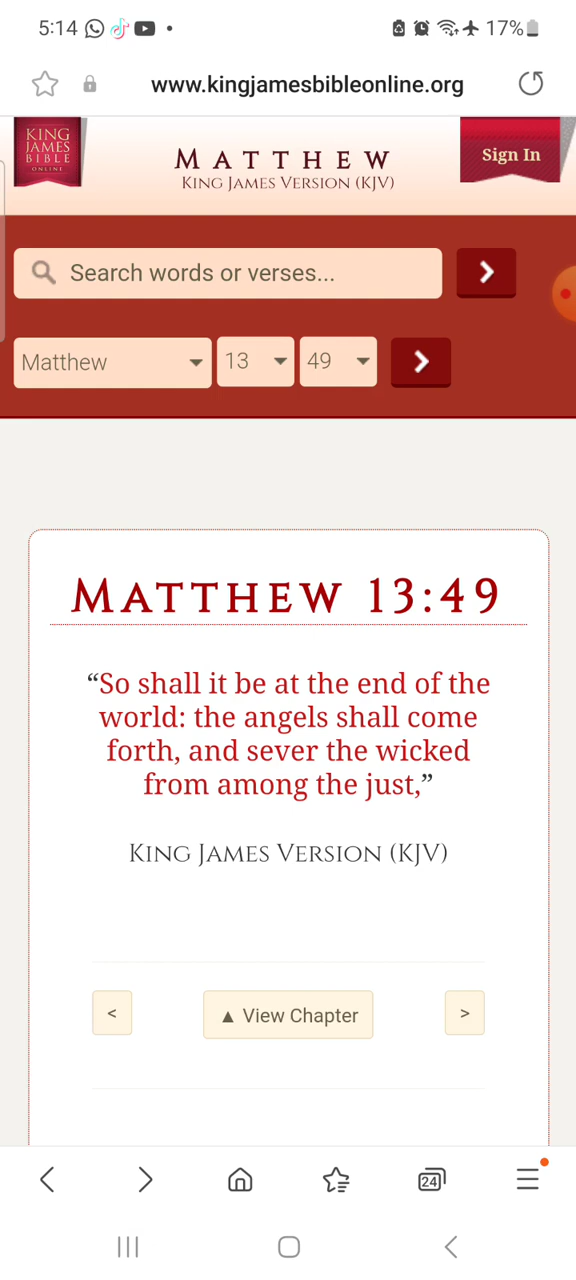 5:14 17%
www.kingjamesbibleonline.org
KING
JAMES
BIBLE
ONLINE
MATTHEW
KING JAMES VERSION (KJV)
Sign In
Search words or verses...
Matthew 13 49
MATTHEW 13:49
“So shall it be at the end of the
world: the angels shall come
forth, and sever the wicked
from among the just,”
KING JAMES VERSION (KJV)
<
▲ View Chapter
>
24